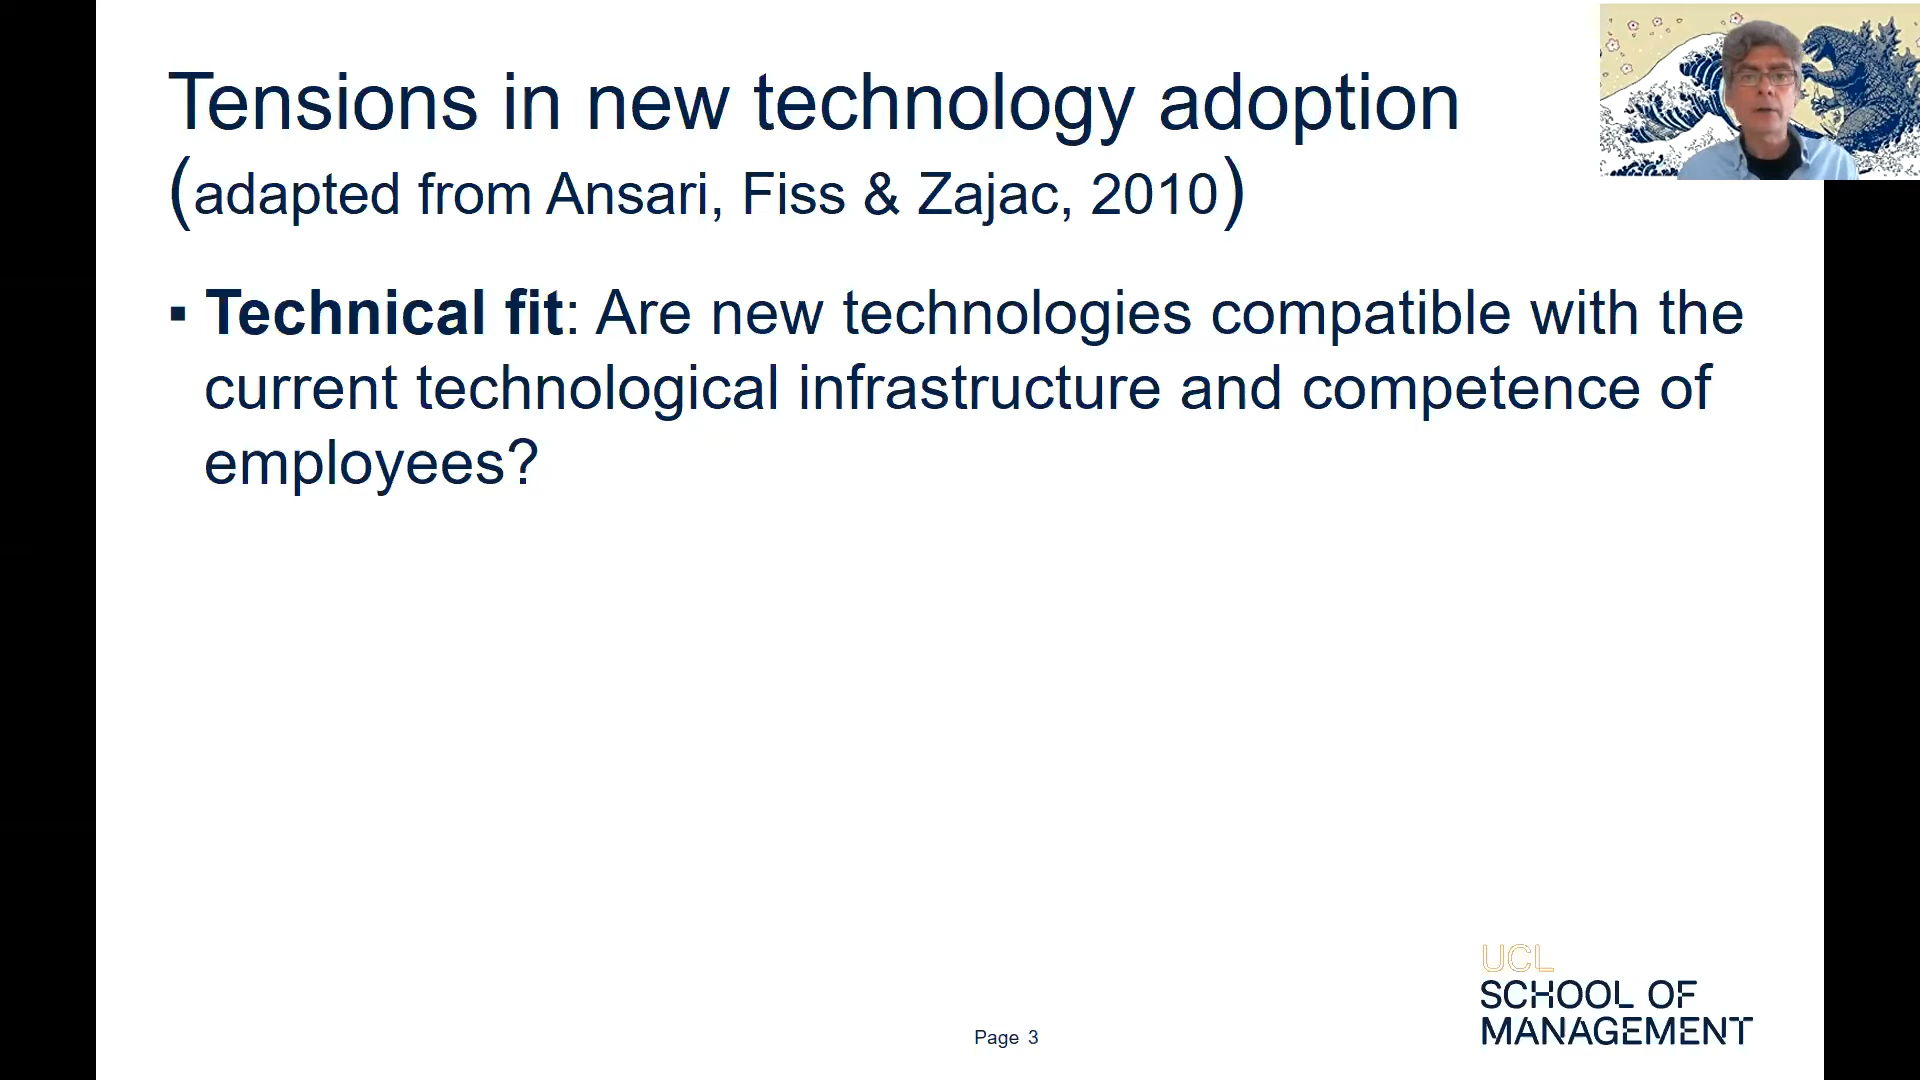 Tensions in new technology adoption
(adapted from Ansari, Fiss & Zajac, 2010)
▪ Technical fit: Are new technologies compatible with the
current technological infrastructure and competence of
employees?
UCL
SCHOOL OF
MANAGEMENT
Page 3